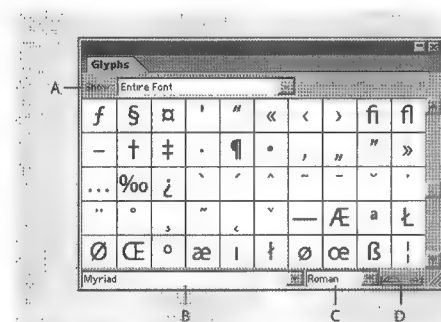 Glyphs
A
Show: Entire Font
ƒ § ¤ ' " « ‹ › ﬁ ﬂ
– † ‡ · ¶ • ‚ „ ” »
… ‰ ¿ ` ´ ˆ ˜ ¯ ˘ ˙
¨ ° ¸ ˝ ˛ ˇ — Æ ª Ł
Ø Œ º æ ı ł ø œ ß ¦
Myriad Roman
B C D